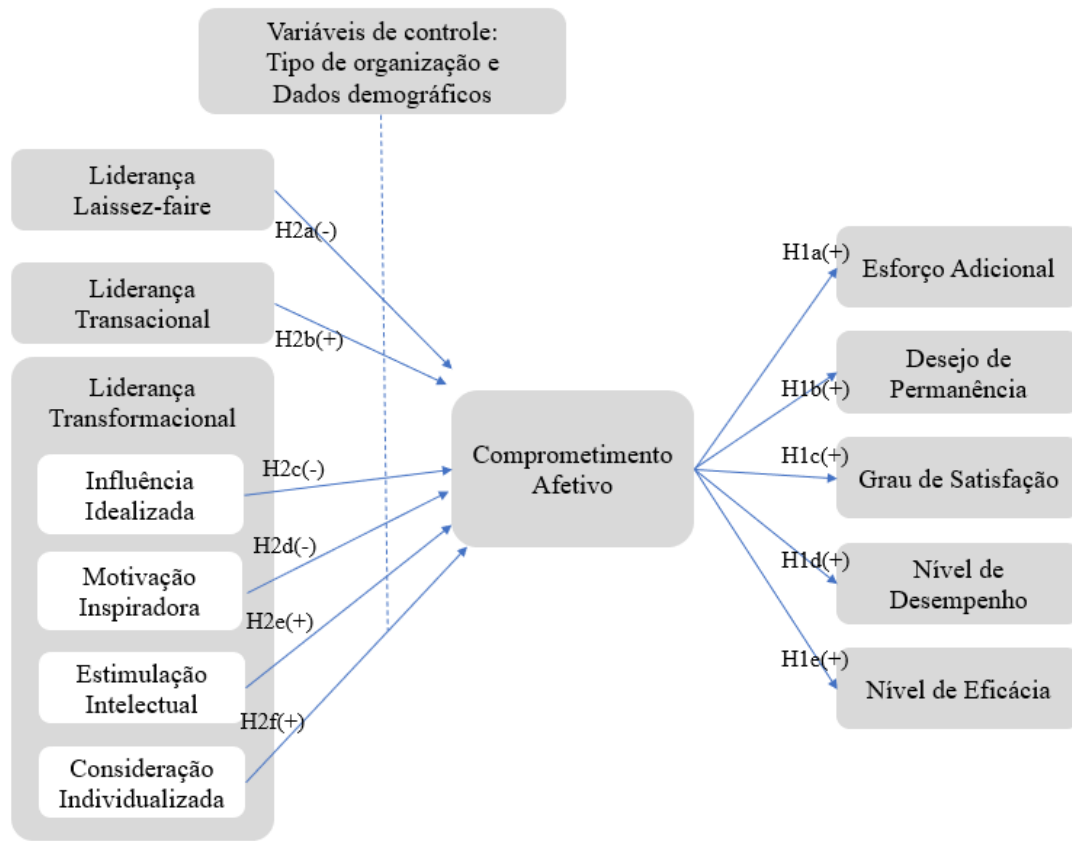 Variáveis de controle:
Tipo de organização e
Dados demográficos
Liderança
Laissez-faire
H2a(-)
Liderança
Transacional
H2b(+)
Liderança
Transformacional
Influência
Idealizada
H2c(-)
Motivação
Inspiradora
H2d(-)
Estimulação
Intelectual
H2e(+)
Consideração
Individualizada
H2f(+)
Comprometimento
Afetivo
H1a(+)
Esforço Adicional
H1b(+)
Desejo de
Permanência
H1c(+)
Grau de Satisfação
H1d(+)
Nível de
Desempenho
H1e(+)
Nível de Eficácia